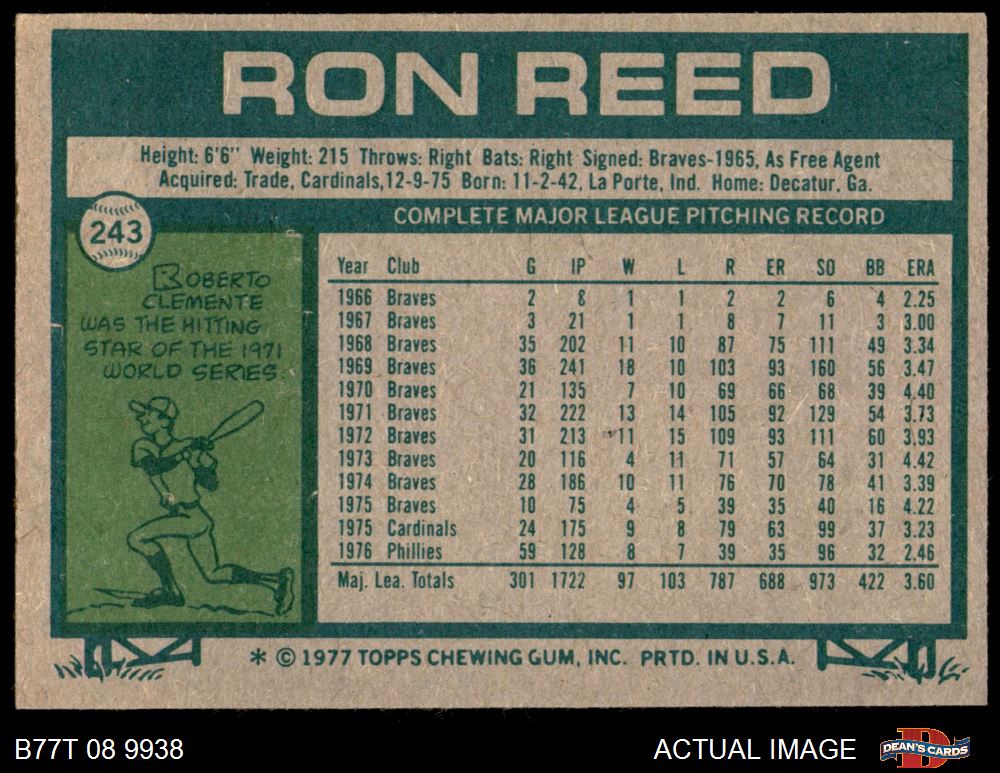 RON REED
Height: 6'6" Weight: 215 Throws: Right Bats: Right Signed: Braves-1965, As Free Agent
Acquired: Trade, Cardinals,12-9-75 Born: 11-2-42, La Porte, Ind. Home: Decatur, Ga.
243
ROBERTO
CLEMENTE
WAS THE HITTING
STAR OF THE 1971
WORLD SERIES.
COMPLETE MAJOR LEAGUE PITCHING RECORD
Year Club G IP W L R ER SO BB ERA
1966 Braves 2 8 1 1 2 2 6 4 2.25
1967 Braves 3 21 1 1 8 7 11 3 3.00
1968 Braves 35 202 11 10 87 75 111 49 3.34
1969 Braves 36 241 18 10 103 93 160 56 3.47
1970 Braves 21 135 7 10 69 66 68 39 4.40
1971 Braves 32 222 13 14 105 92 129 54 3.73
1972 Braves 31 213 11 15 109 93 111 60 3.93
1973 Braves 20 116 4 11 71 57 64 31 4.42
1974 Braves 28 186 10 11 76 70 78 41 3.39
1975 Braves 10 75 4 5 39 35 40 16 4.22
1975 Cardinals 24 175 9 8 79 63 99 37 3.23
1976 Phillies 59 128 8 7 39 35 96 32 2.46
Maj. Lea. Totals 301 1722 97 103 787 688 973 422 3.60
* © 1977 TOPPS CHEWING GUM, INC. PRTD. IN U.S.A.
B77T 08 9938
ACTUAL IMAGE
DEAN'S CARDS